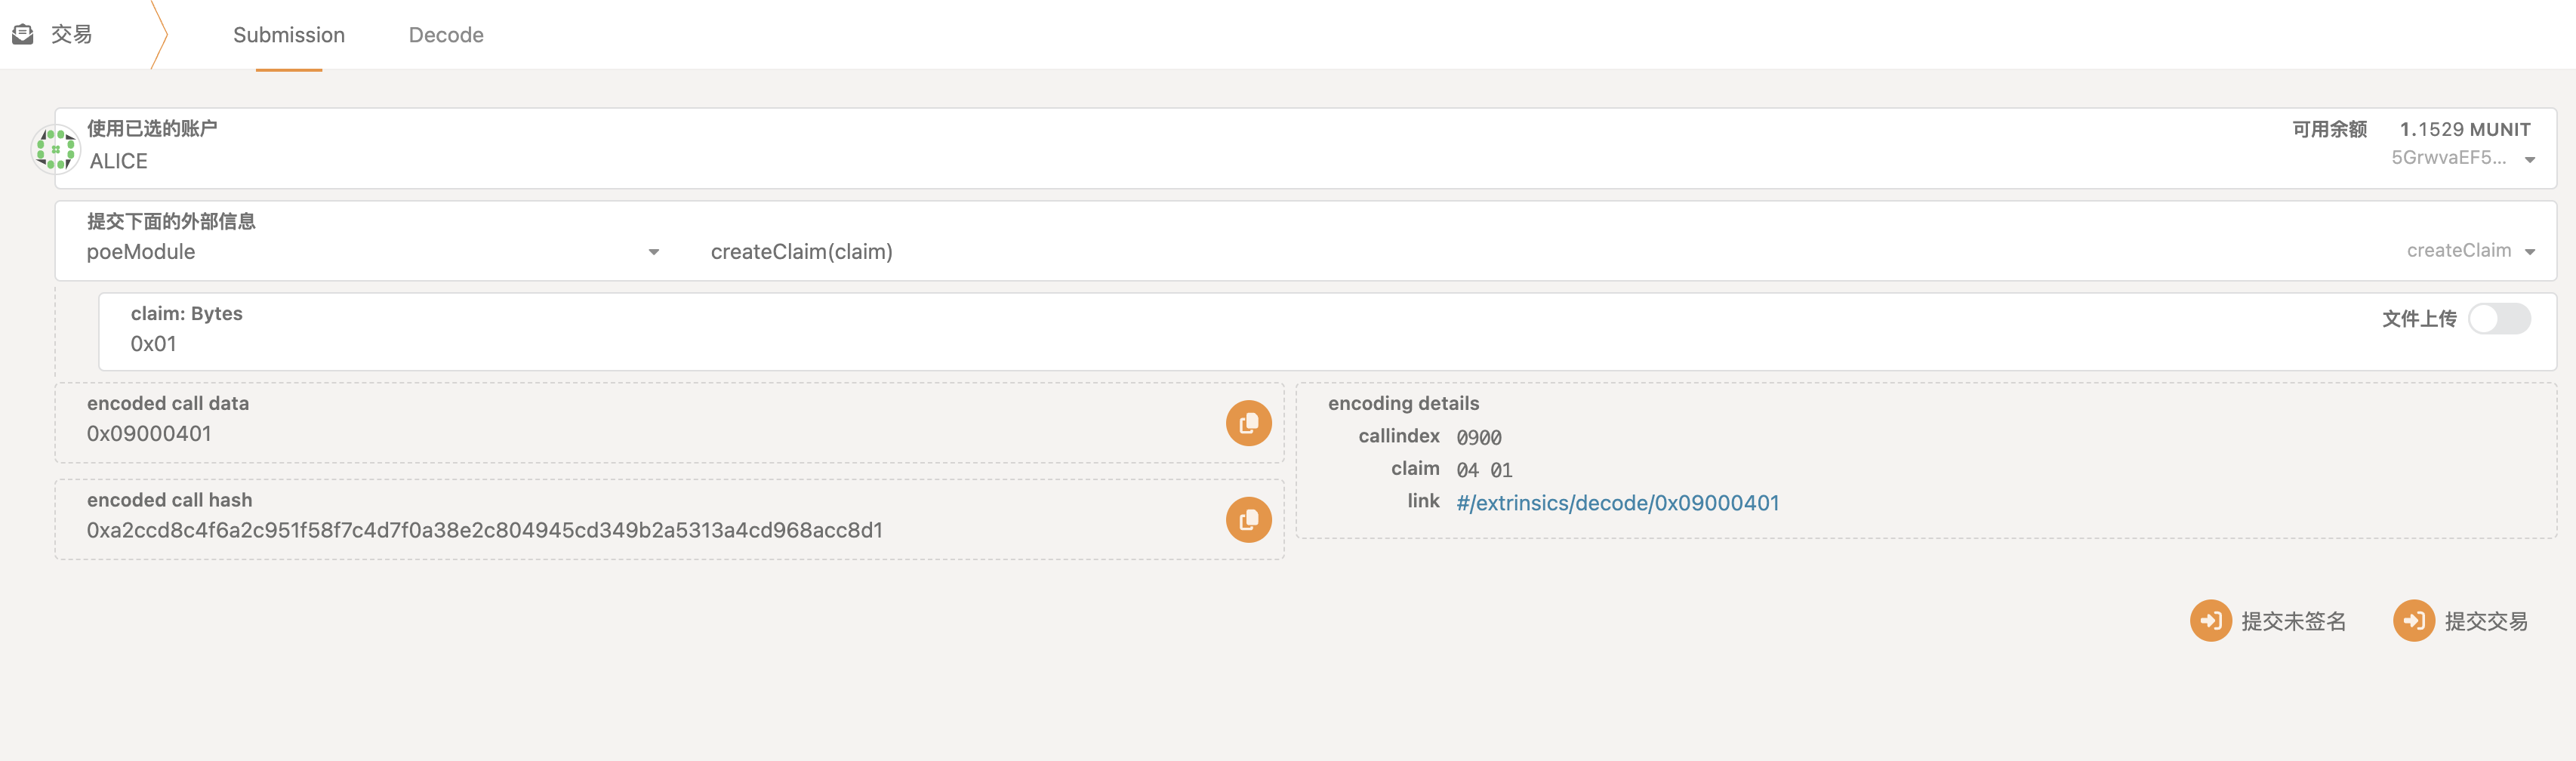 交易
Submission
Decode
使用已选的账户
ALICE
可用余额 1.1529 MUNIT
5GrwvaEF5...
提交下面的外部信息
poeModule
createClaim(claim)
createClaim
claim: Bytes
0x01
文件上传
encoded call data
0x09000401
encoded call hash
0xa2ccd8c4f6a2c951f58f7c4d7f0a38e2c804945cd349b2a5313a4cd968acc8d1
encoding details
callindex 0900
claim 04 01
link #/extrinsics/decode/0x09000401
提交未签名
提交交易